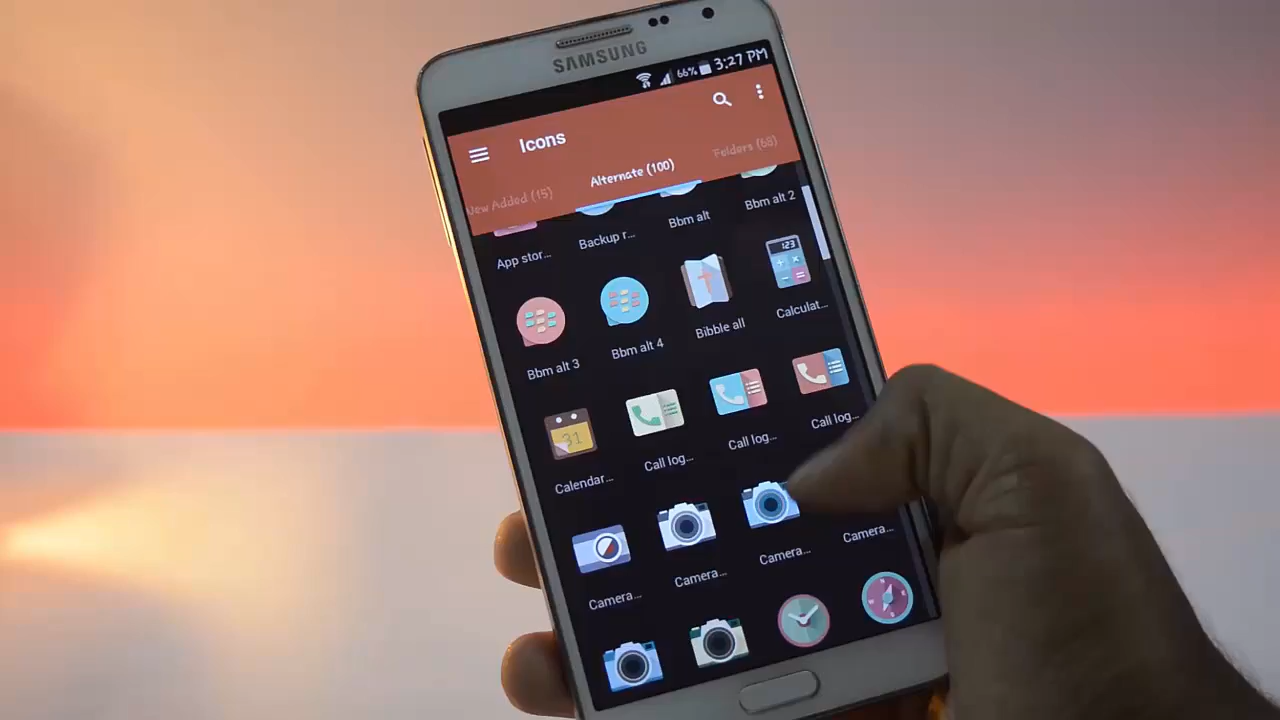 SAMSUNG
66% 3:27 PM
Icons
New Added (15) Alternate (100) Folders (68)
App stor... Backup r... Bbm alt Bbm alt 2
123
Bbm alt 3 Bbm alt 4 Bibble all Calculat...
31
Calendar... Call log... Call log... Call log...
Camera... Camera... Camera... Camera...